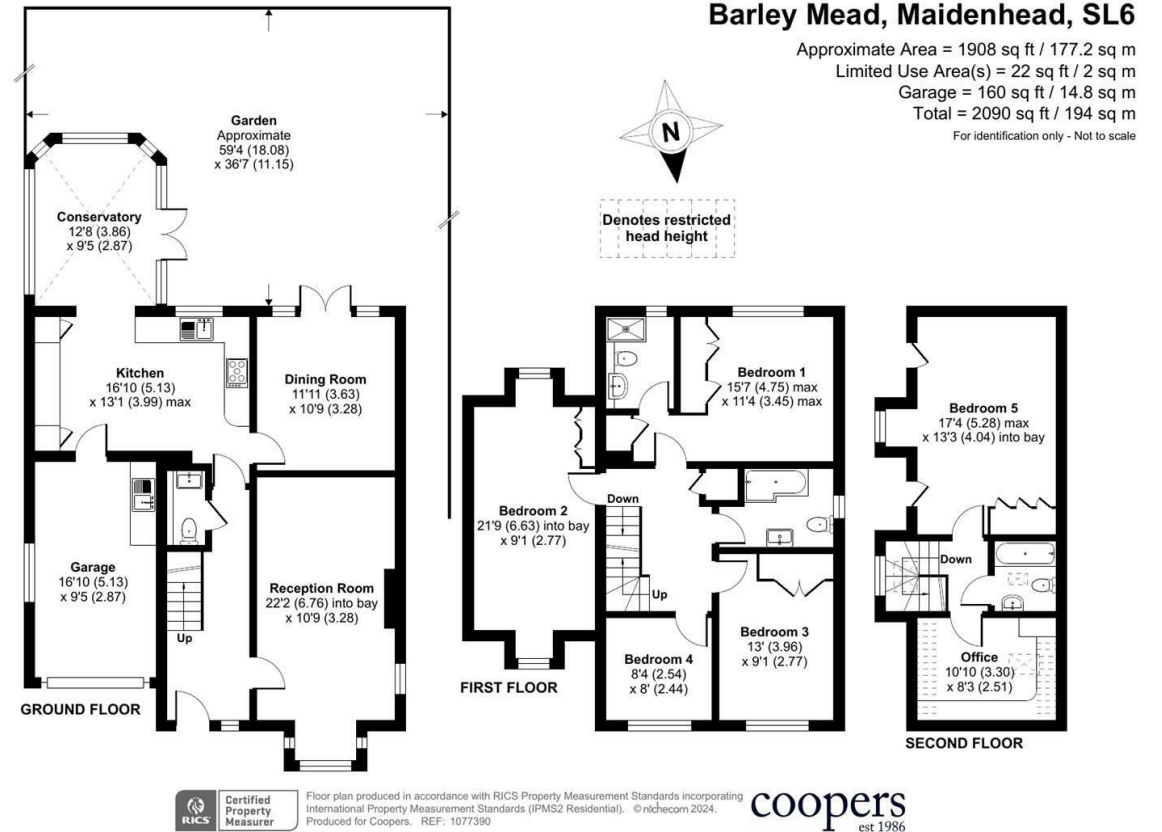 Barley Mead, Maidenhead, SL6
Approximate Area = 1908 sq ft / 177.2 sq m
Limited Use Area(s) = 22 sq ft / 2 sq m
Garage = 160 sq ft / 14.8 sq m
Total = 2090 sq ft / 194 sq m
For identification only - Not to scale
N
Denotes restricted
head height
Garden
Approximate
59'4 (18.08)
x 36'7 (11.15)
Conservatory
12'8 (3.86)
x 9'5 (2.87)
Kitchen
16'10 (5.13)
x 13'1 (3.99) max
Dining Room
11'11 (3.63)
x 10'9 (3.28)
Garage
16'10 (5.13)
x 9'5 (2.87)
Up
Reception Room
22'2 (6.76) into bay
x 10'9 (3.28)
GROUND FLOOR
Bedroom 1
15'7 (4.75) max
x 11'4 (3.45) max
Bedroom 2
21'9 (6.63) into bay
x 9'1 (2.77)
Down
Up
Bedroom 3
13' (3.96)
x 9'1 (2.77)
Bedroom 4
8'4 (2.54)
x 8' (2.44)
FIRST FLOOR
Bedroom 5
17'4 (5.28) max
x 13'3 (4.04) into bay
Down
Office
10'10 (3.30)
x 8'3 (2.51)
SECOND FLOOR
RICS
Certified
Property
Measurer
Floor plan produced in accordance with RICS Property Measurement Standards incorporating
International Property Measurement Standards (IPMS2 Residential). © nichecom 2024.
Produced for Coopers. REF: 1077390
coopers
est 1986